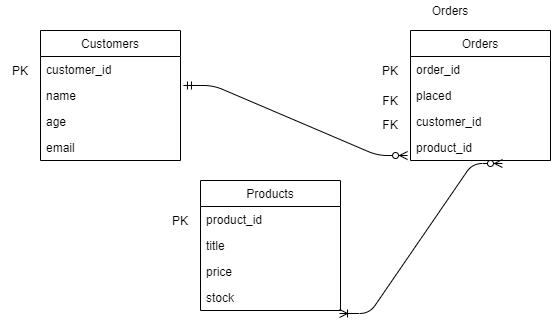 Orders
Customers
PK customer_id
name
age
email
Orders
PK order_id
FK placed
FK customer_id
product_id
Products
PK product_id
title
price
stock